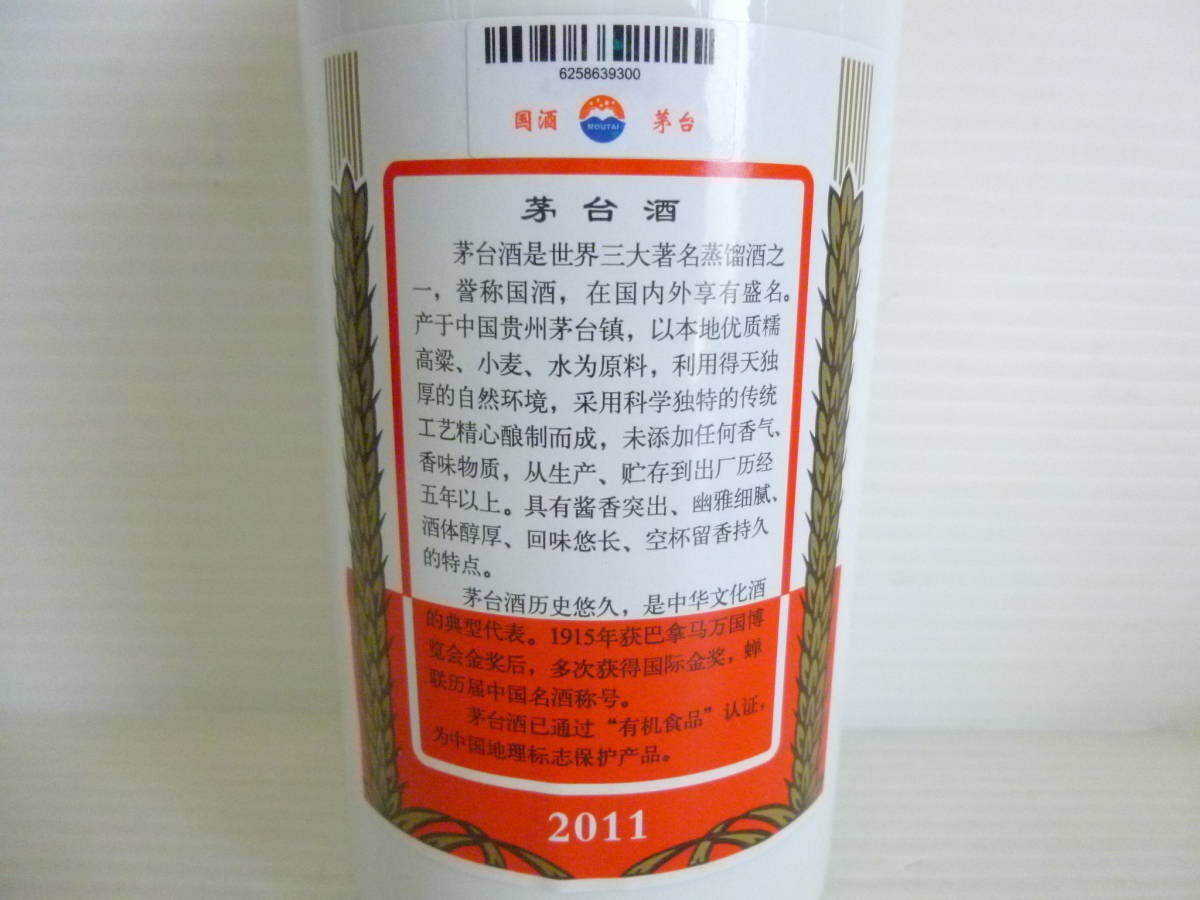 6258639300
国酒 MOUTAI 茅台
茅台酒
茅台酒是世界三大著名蒸馏酒之
一，誉称国酒，在国内外享有盛名。
产于中国贵州茅台镇，以本地优质糯
高粱、小麦、水为原料，利用得天独
厚的自然环境，采用科学独特的传统
工艺精心酿制而成，未添加任何香气、
香味物质，从生产、贮存到出厂历经
五年以上。具有酱香突出、幽雅细腻、
酒体醇厚、回味悠长、空杯留香持久
的特点。
茅台酒历史悠久，是中华文化酒
的典型代表。1915年获巴拿马万国博
览会金奖后，多次获得国际金奖，蝉
联历届中国名酒称号。
茅台酒已通过“有机食品”认证，
为中国地理标志保护产品。
2011